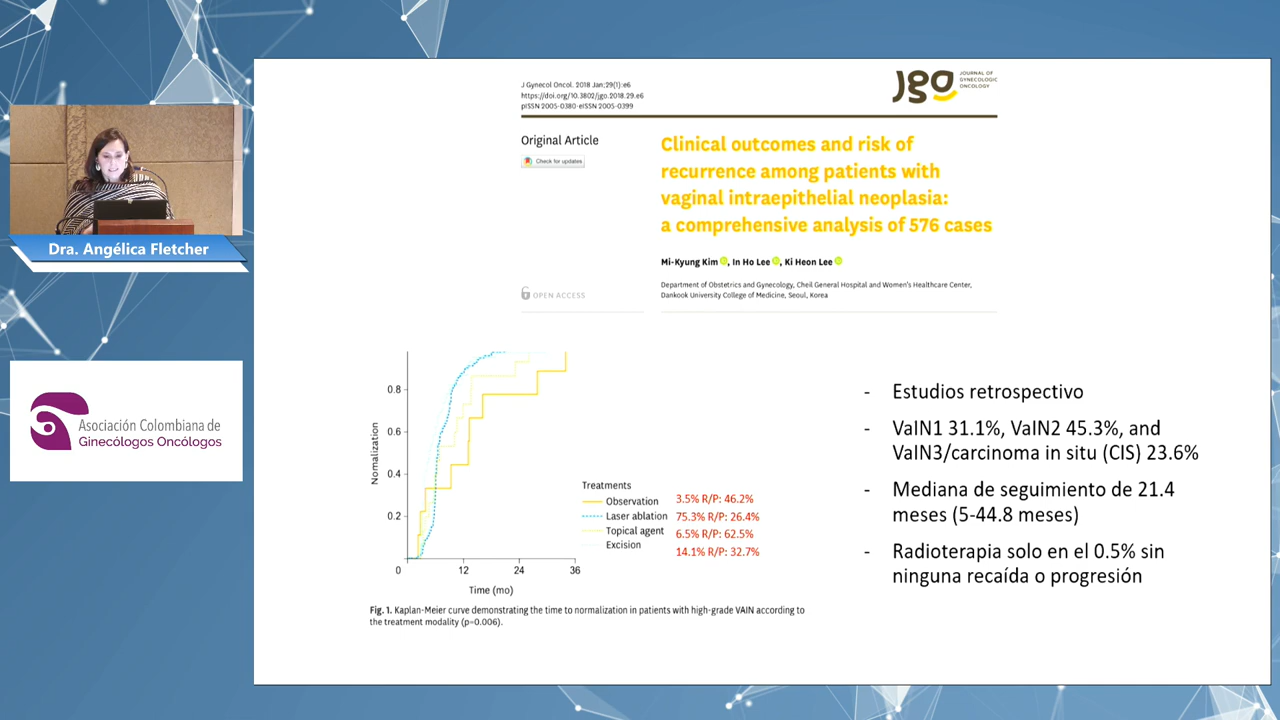 J Gynecol Oncol. 2018 Jan;29(1):e6
https://doi.org/10.3802/jgo.2018.29.e6
pISSN 2005-0380·eISSN 2005-0399
jgo
JOURNAL OF
GYNECOLOGIC
ONCOLOGY
Original Article
Check for updates
Clinical outcomes and risk of
recurrence among patients with
vaginal intraepithelial neoplasia:
a comprehensive analysis of 576 cases
Mi-Kyung Kim, In Ho Lee, Ki Heon Lee
Department of Obstetrics and Gynecology, Cheil General Hospital and Women's Healthcare Center,
Dankook University College of Medicine, Seoul, Korea
OPEN ACCESS
Dra. Angélica Fletcher
Asociación Colombiana de
Ginecólogos Oncólogos
Nomalization
0.8
0.6
0.4
0.2
0
12
24
36
Time (mo)
Treatments
Observation 3.5% R/P: 46.2%
Laser ablation 75.3% R/P: 26.4%
Topical agent 6.5% R/P: 62.5%
Excision 14.1% R/P: 32.7%
Fig. 1. Kaplan-Meier curve demonstrating the time to normalization in patients with high-grade VAIN according to
the treatment modality (p=0.006).
- Estudios retrospectivo
- VaIN1 31.1%, VaIN2 45.3%, and
VaIN3/carcinoma in situ (CIS) 23.6%
- Mediana de seguimiento de 21.4
meses (5-44.8 meses)
- Radioterapia solo en el 0.5% sin
ninguna recaída o progresión